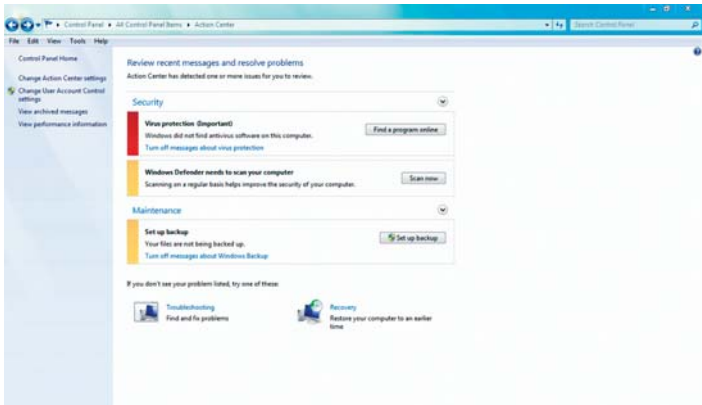 Control Panel ▸ All Control Panel Items ▸ Action Center
Search Control Panel
File Edit View Tools Help
Control Panel Home
Change Action Center settings
Change User Account Control
settings
View archived messages
View performance information
Review recent messages and resolve problems
Action Center has detected one or more issues for you to review.
Security
Virus protection (Important)
Windows did not find antivirus software on this computer.
Turn off messages about virus protection
Find a program online
Windows Defender needs to scan your computer
Scanning on a regular basis helps improve the security of your computer.
Scan now
Maintenance
Set up backup
Your files are not being backed up.
Turn off messages about Windows Backup
Set up backup
If you don't see your problem listed, try one of these:
Troubleshooting
Find and fix problems
Recovery
Restore your computer to an earlier
time